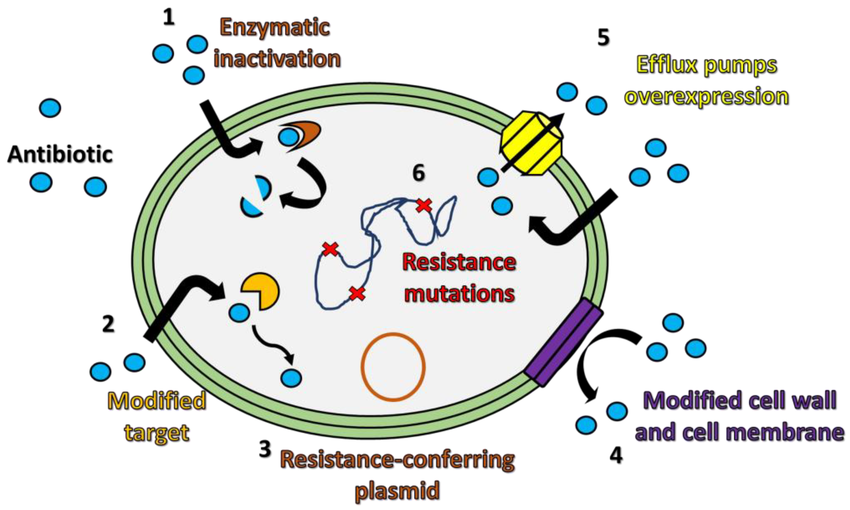 1
Enzymatic
inactivation
5
Efflux pumps
overexpression
Antibiotic
6
Resistance
mutations
2
Modified
target
3
Resistance-conferring
plasmid
Modified cell wall
and cell membrane
4